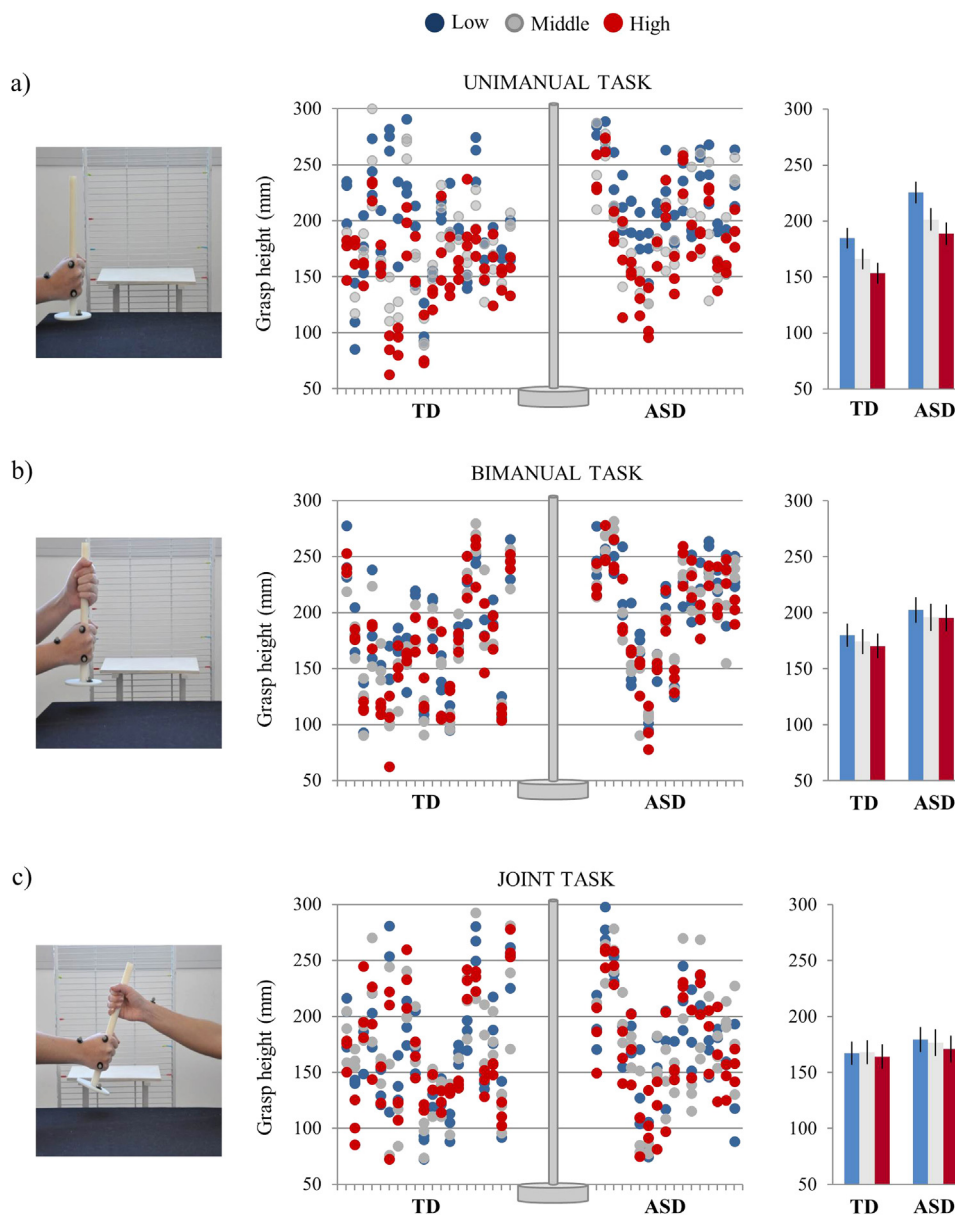 Low Middle High
a)
UNIMANUAL TASK
Grasp height (mm)
300
250
200
150
100
50
TD ASD
300
250
200
150
100
50
TD ASD
b)
BIMANUAL TASK
Grasp height (mm)
300
250
200
150
100
50
TD ASD
300
250
200
150
100
50
TD ASD
c)
JOINT TASK
Grasp height (mm)
300
250
200
150
100
50
TD ASD
300
250
200
150
100
50
TD ASD